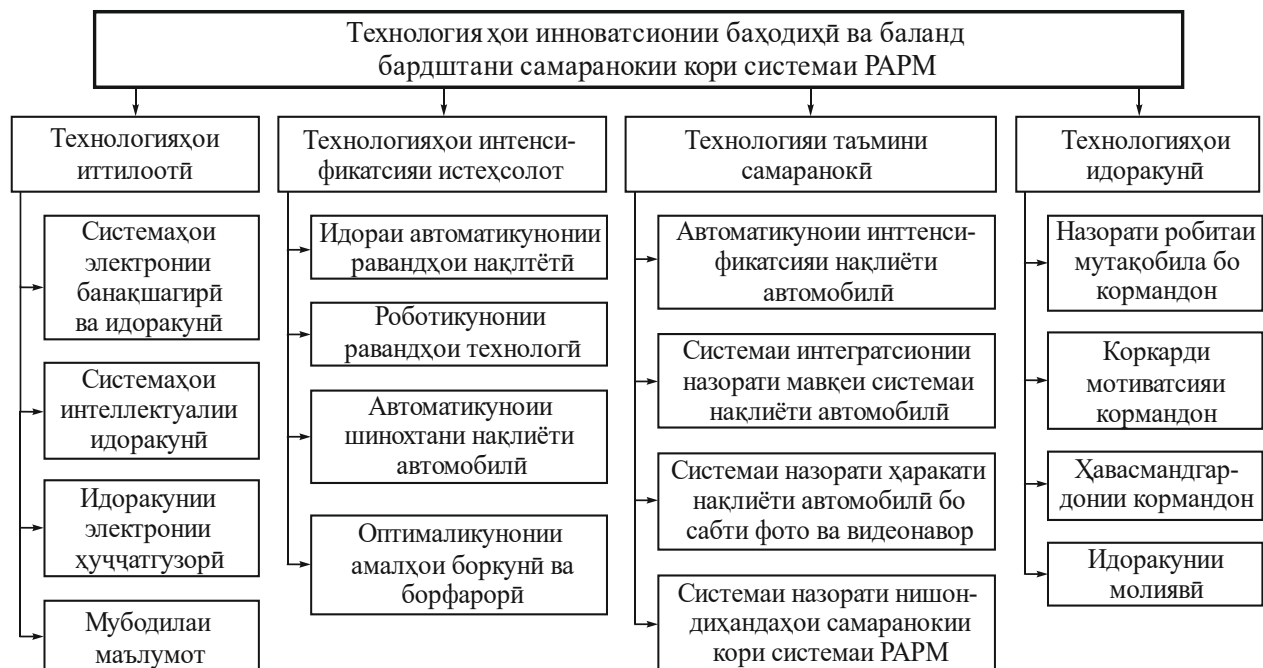 Технологияҳои инноватсионии баҳодиҳӣ ва баланд
бардштани самаранокии кори системаи РАРМ
Технологияҳои
иттилоотӣ
Системаҳои
электронии
банақшагирӣ
ва идоракунӣ
Системаҳои
интеллектуалии
идоракунӣ
Идоракунии
электронии
ҳуҷҷатгузорӣ
Мубодилаи
маълумот
Технологияҳои интенси-
фикатсияи истеҳсолот
Идораи автоматикунонии
равандҳои нақлтётӣ
Роботикунонии
равандҳои технологӣ
Автоматикуноии
шинохтани нақлиёти
автомобилӣ
Оптималикунонии
амалҳои боркунӣ ва
борфарорӣ
Технологияи таъмини
самаранокӣ
Автоматикуноии инттенси-
фикатсияи нақлиёти
автомобилӣ
Системаи интегратсионии
назорати мавқеи системаи
нақлиёти автомобилӣ
Системаи назорати ҳаракати
нақлиёти автомобилӣ бо
сабти фото ва видеонавор
Системаи назорати нишон-
диҳандаҳои самаранокии
кори системаи РАРМ
Технологияҳои
идоракунӣ
Назорати робитаи
мутақобила бо
кормандон
Коркарди
мотиватсияи
кормандон
Ҳавасмандгар-
донии кормандон
Идоракунии
молиявӣ